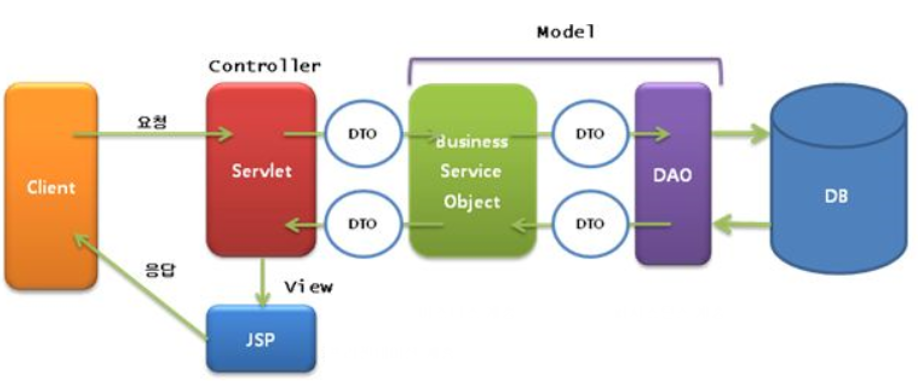 Model
Controller
요청
DTO
DTO
Client
Servlet
Business
Service
Object
DAO
DB
DTO
DTO
응답
View
JSP